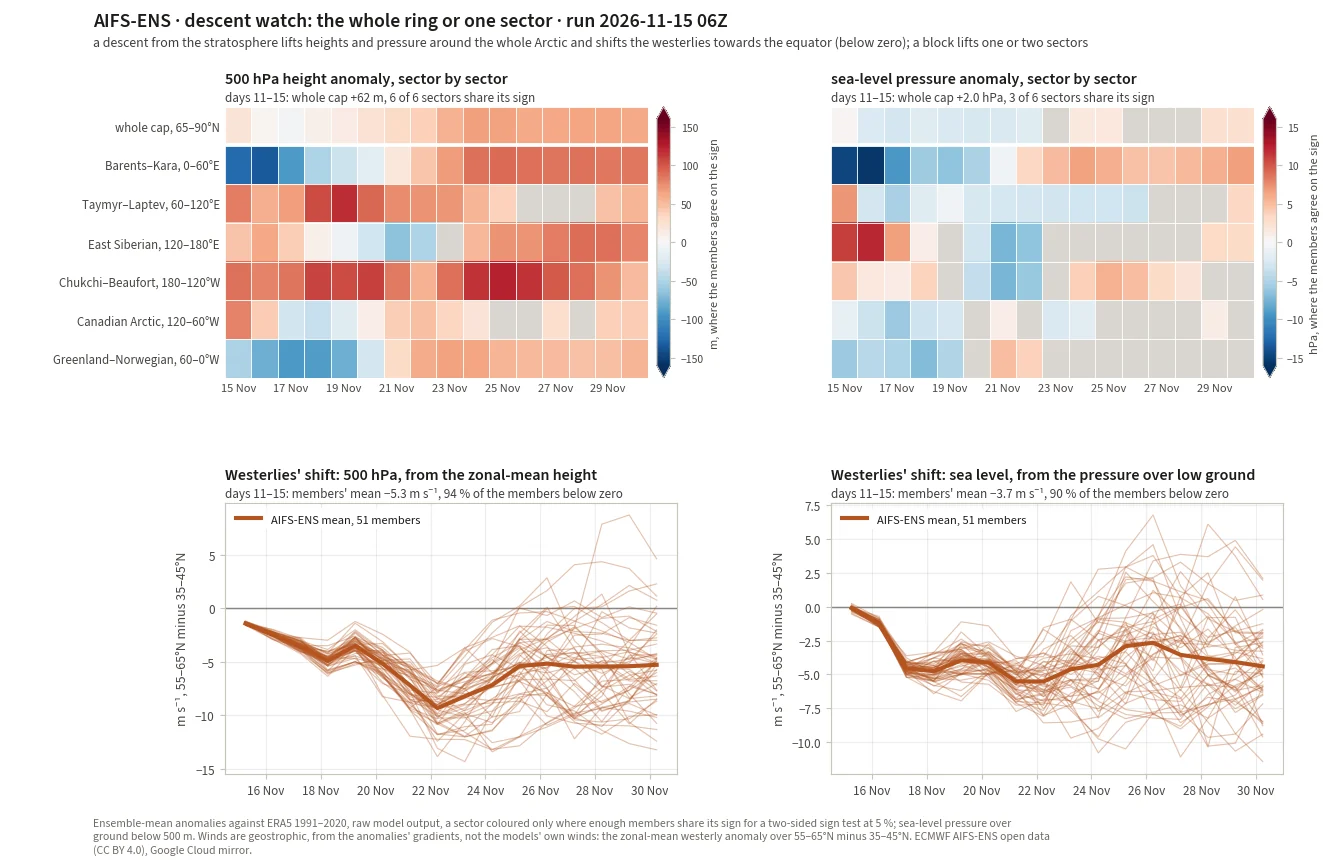 AIFS-ENS · descent watch: the whole ring or one sector · run 2026-11-15 06Z
a descent from the stratosphere lifts heights and pressure around the whole Arctic and shifts the westerlies towards the equator (below zero); a block lifts one or two sectors
500 hPa height anomaly, sector by sector
days 11–15: whole cap +62 m, 6 of 6 sectors share its sign
whole cap, 65–90°N
Barents–Kara, 0–60°E
Taymyr–Laptev, 60–120°E
East Siberian, 120–180°E
Chukchi–Beaufort, 180–120°W
Canadian Arctic, 120–60°W
Greenland–Norwegian, 60–0°W
15 Nov 17 Nov 19 Nov 21 Nov 23 Nov 25 Nov 27 Nov 29 Nov
150
100
50
0
−50
−100
−150
m, where the members agree on the sign
sea-level pressure anomaly, sector by sector
days 11–15: whole cap +2.0 hPa, 3 of 6 sectors share its sign
15 Nov 17 Nov 19 Nov 21 Nov 23 Nov 25 Nov 27 Nov 29 Nov
15
10
5
0
−5
−10
−15
hPa, where the members agree on the sign
Westerlies' shift: 500 hPa, from the zonal-mean height
days 11–15: members' mean −5.3 m s⁻¹, 94 % of the members below zero
AIFS-ENS mean, 51 members
m s⁻¹, 55–65°N minus 35–45°N
5
0
−5
−10
−15
16 Nov 18 Nov 20 Nov 22 Nov 24 Nov 26 Nov 28 Nov 30 Nov
Westerlies' shift: sea level, from the pressure over low ground
days 11–15: members' mean −3.7 m s⁻¹, 90 % of the members below zero
AIFS-ENS mean, 51 members
m s⁻¹, 55–65°N minus 35–45°N
7.5
5.0
2.5
0.0
−2.5
−5.0
−7.5
−10.0
16 Nov 18 Nov 20 Nov 22 Nov 24 Nov 26 Nov 28 Nov 30 Nov
Ensemble-mean anomalies against ERA5 1991–2020, raw model output, a sector coloured only where enough members share its sign for a two-sided sign test at 5 %; sea-level pressure over
ground below 500 m. Winds are geostrophic, from the anomalies' gradients, not the models' own winds: the zonal-mean westerly anomaly over 55–65°N minus 35–45°N. ECMWF AIFS-ENS open data
(CC BY 4.0), Google Cloud mirror.